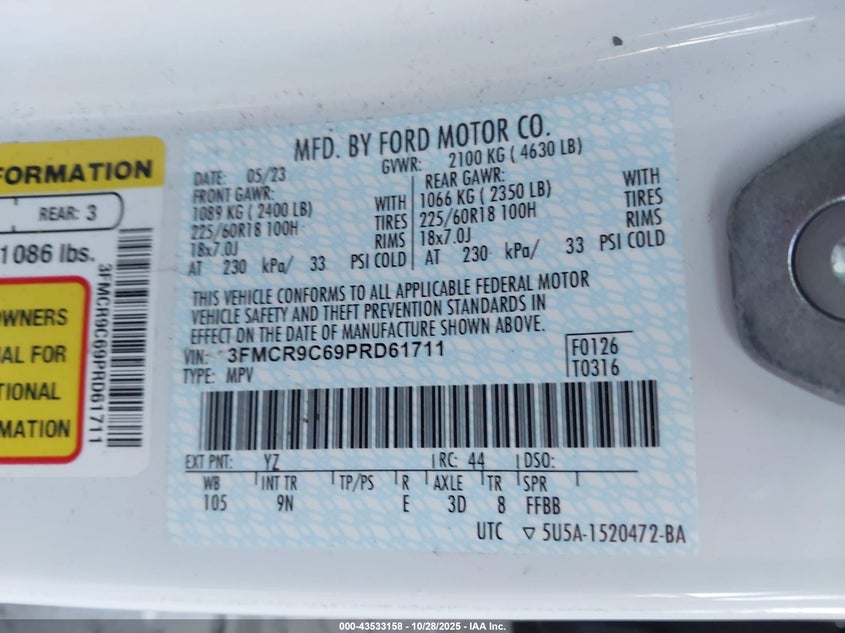 FORMATION
REAR: 3
1086 lbs.
OWNERS
AL FOR
TIONAL
RMATION
3FMCR9C69PRD61711
MFD. BY FORD MOTOR CO.
DATE: 05/23 GVWR: 2100 KG ( 4630 LB)
FRONT GAWR: WITH
1089 KG ( 2400 LB) TIRES
225/60R18 100H RIMS
18x7.0J
AT 230 kPa/ 33 PSI COLD
REAR GAWR: WITH
1066 KG ( 2350 LB) TIRES
225/60R18 100H RIMS
18x7.0J
AT 230 kPa/ 33 PSI COLD
THIS VEHICLE CONFORMS TO ALL APPLICABLE FEDERAL MOTOR
VEHICLE SAFETY AND THEFT PREVENTION STANDARDS IN
EFFECT ON THE DATE OF MANUFACTURE SHOWN ABOVE.
VIN: 3FMCR9C69PRD61711
TYPE: MPV
F0126
T0316
EXT PNT: YZ RC: 44 DSO:
WB INT TR TP/PS R AXLE TR SPR
105 9N E 3D 8 FFBB
UTC ▽ 5U5A-1520472-BA
000-43533158 | 10/28/2025 - IAA Inc.